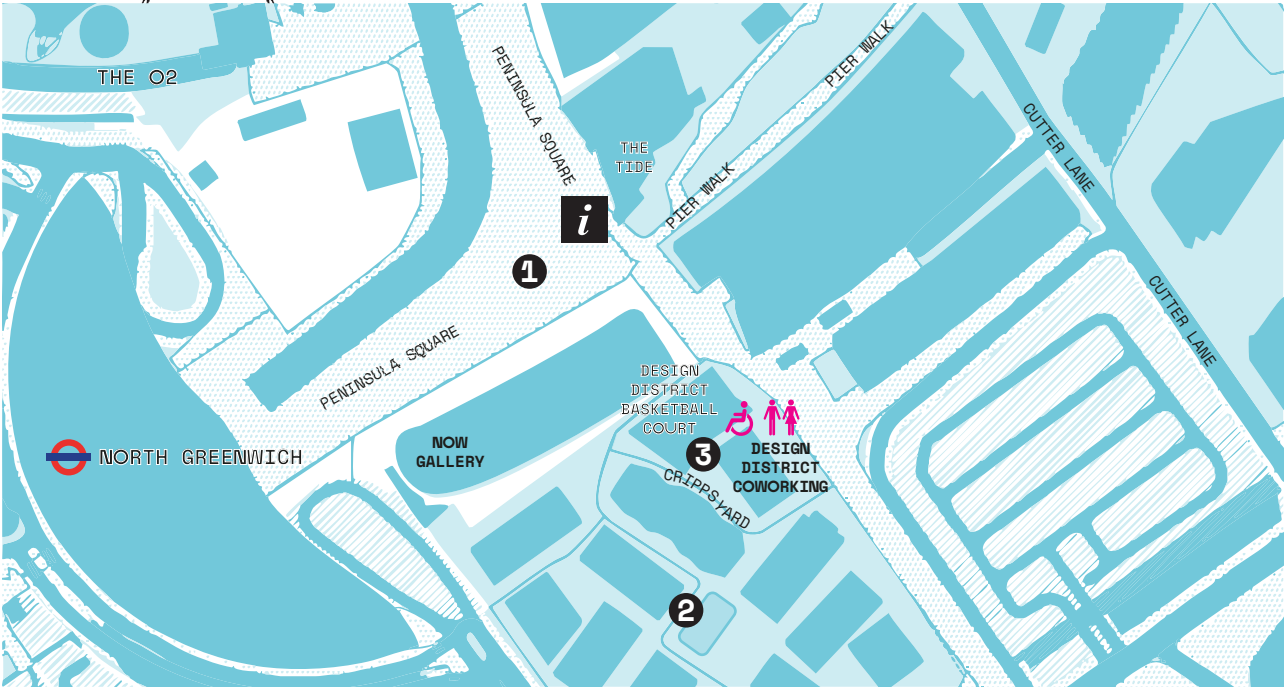 THE O2
PENINSULA SQUARE
PIER WALK
THE
TIDE
CUTTER LANE
PIER WALK
i
1
CUTTER LANE
PENINSULA SQUARE
DESIGN
DISTRICT
BASKETBALL
COURT
NOW
GALLERY
3
DESIGN
DISTRICT
COWORKING
NORTH GREENWICH
CRIPPS YARD
2